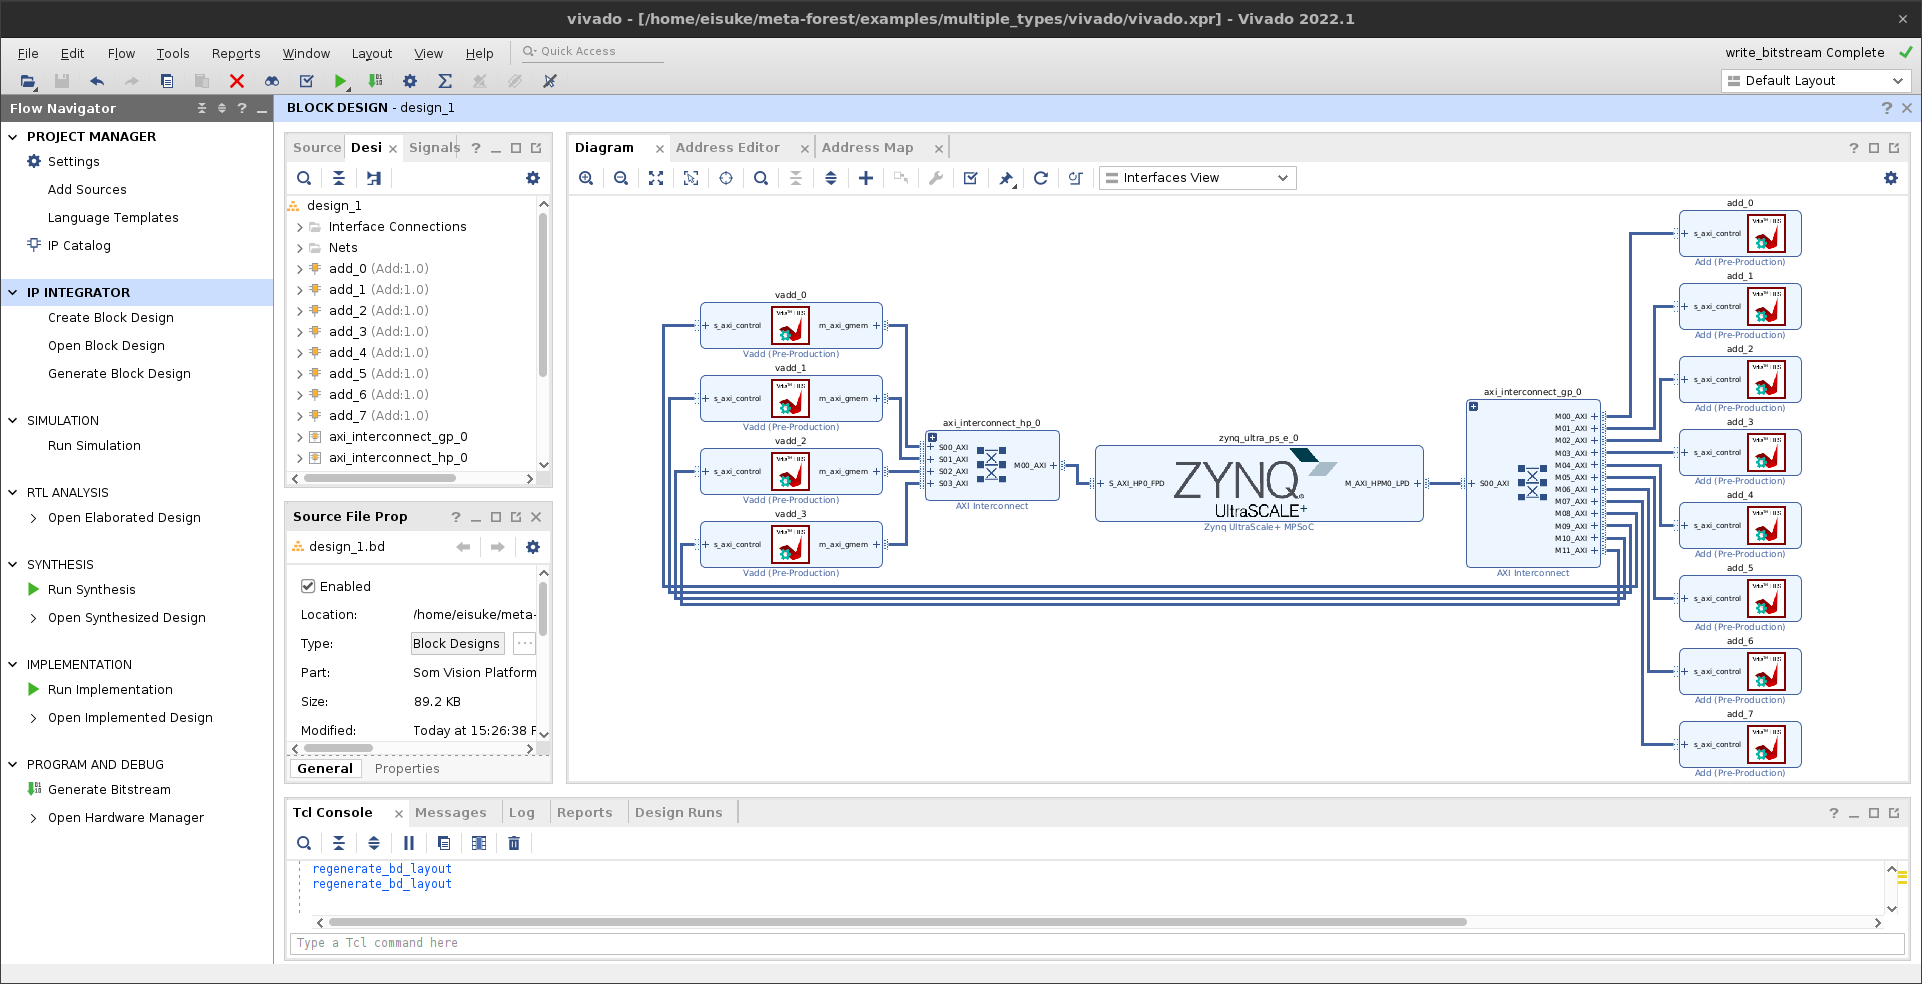 vivado - [/home/eisuke/meta-forest/examples/multiple_types/vivado/vivado.xpr] - Vivado 2022.1
File Edit Flow Tools Reports Window Layout View Help Quick Access
write_bitstream Complete
Default Layout
Flow Navigator
PROJECT MANAGER
Settings
Add Sources
Language Templates
IP Catalog
IP INTEGRATOR
Create Block Design
Open Block Design
Generate Block Design
SIMULATION
Run Simulation
RTL ANALYSIS
Open Elaborated Design
SYNTHESIS
Run Synthesis
Open Synthesized Design
IMPLEMENTATION
Run Implementation
Open Implemented Design
PROGRAM AND DEBUG
Generate Bitstream
Open Hardware Manager
BLOCK DESIGN - design_1
Source Desi Signals
design_1
Interface Connections
Nets
add_0 (Add:1.0)
add_1 (Add:1.0)
add_2 (Add:1.0)
add_3 (Add:1.0)
add_4 (Add:1.0)
add_5 (Add:1.0)
add_6 (Add:1.0)
add_7 (Add:1.0)
axi_interconnect_gp_0
axi_interconnect_hp_0
Source File Prop
design_1.bd
Enabled
Location: /home/eisuke/meta-
Type: Block Designs
Part: Som Vision Platform
Size: 89.2 KB
Modified: Today at 15:26:38 P
General Properties
Diagram Address Editor Address Map
Interfaces View
vadd_0
s_axi_control m_axi_gmem
Vadd (Pre-Production)
vadd_1
s_axi_control m_axi_gmem
Vadd (Pre-Production)
vadd_2
s_axi_control m_axi_gmem
Vadd (Pre-Production)
vadd_3
s_axi_control m_axi_gmem
Vadd (Pre-Production)
axi_interconnect_hp_0
S00_AXI
S01_AXI
S02_AXI
S03_AXI
M00_AXI
AXI Interconnect
zynq_ultra_ps_e_0
S_AXI_HP0_FPD
ZYNQ
UltraSCALE+
M_AXI_HPM0_LPD
Zynq UltraScale+ MPSoC
axi_interconnect_gp_0
S00_AXI
M00_AXI
M01_AXI
M02_AXI
M03_AXI
M04_AXI
M05_AXI
M06_AXI
M07_AXI
M08_AXI
M09_AXI
M10_AXI
M11_AXI
AXI Interconnect
add_0
s_axi_control
Add (Pre-Production)
add_1
s_axi_control
Add (Pre-Production)
add_2
s_axi_control
Add (Pre-Production)
add_3
s_axi_control
Add (Pre-Production)
add_4
s_axi_control
Add (Pre-Production)
add_5
s_axi_control
Add (Pre-Production)
add_6
s_axi_control
Add (Pre-Production)
add_7
s_axi_control
Add (Pre-Production)
Tcl Console Messages Log Reports Design Runs
regenerate_bd_layout
regenerate_bd_layout
Type a Tcl command here